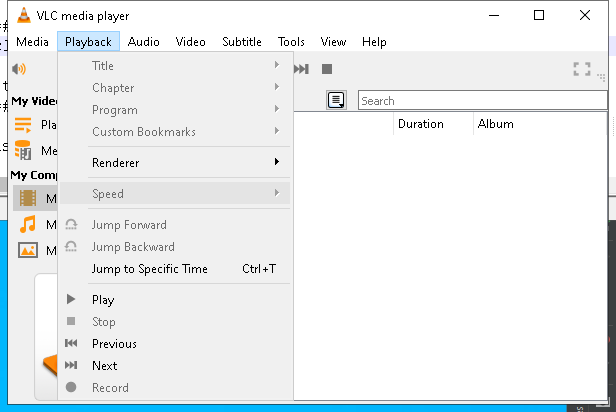 VLC media player
Media Playback Audio Video Subtitle Tools View Help
Title
Chapter
Program
Custom Bookmarks
Renderer
Speed
Jump Forward
Jump Backward
Jump to Specific Time Ctrl+T
Play
Stop
Previous
Next
Record
My Vide
Pla
Me
My Comp
M
M
M
Search
Duration Album